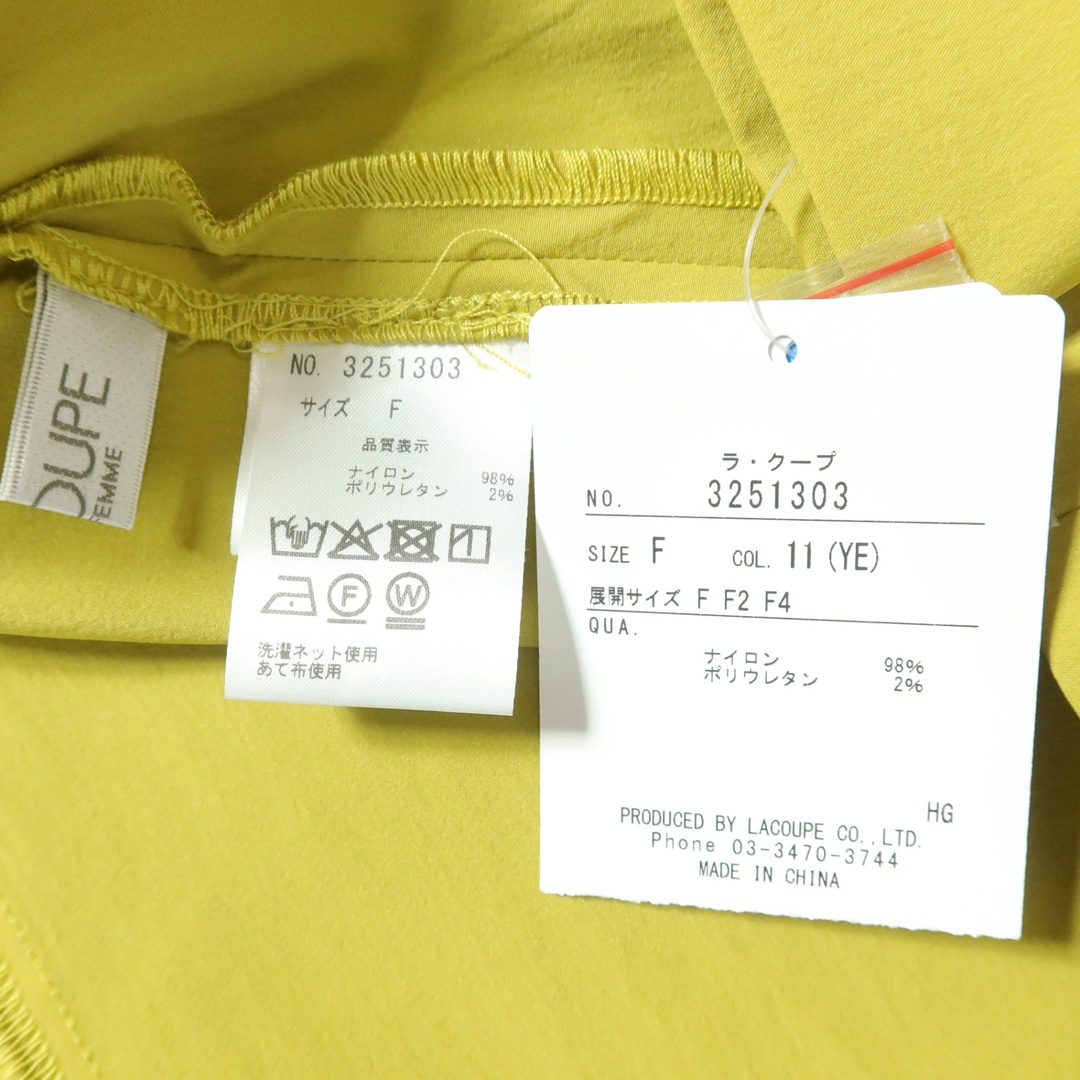 OUPE
FEMME
NO. 3251303
サイズ F
品質表示
ナイロン 98%
ポリウレタン 2%
F W
洗濯ネット使用
あて布使用
ラ・クープ
NO. 3251303
SIZE F COL. 11 (YE)
展開サイズ F F2 F4
QUA.
ナイロン 98%
ポリウレタン 2%
HG
PRODUCED BY LACOUPE CO.,LTD.
Phone 03-3470-3744
MADE IN CHINA